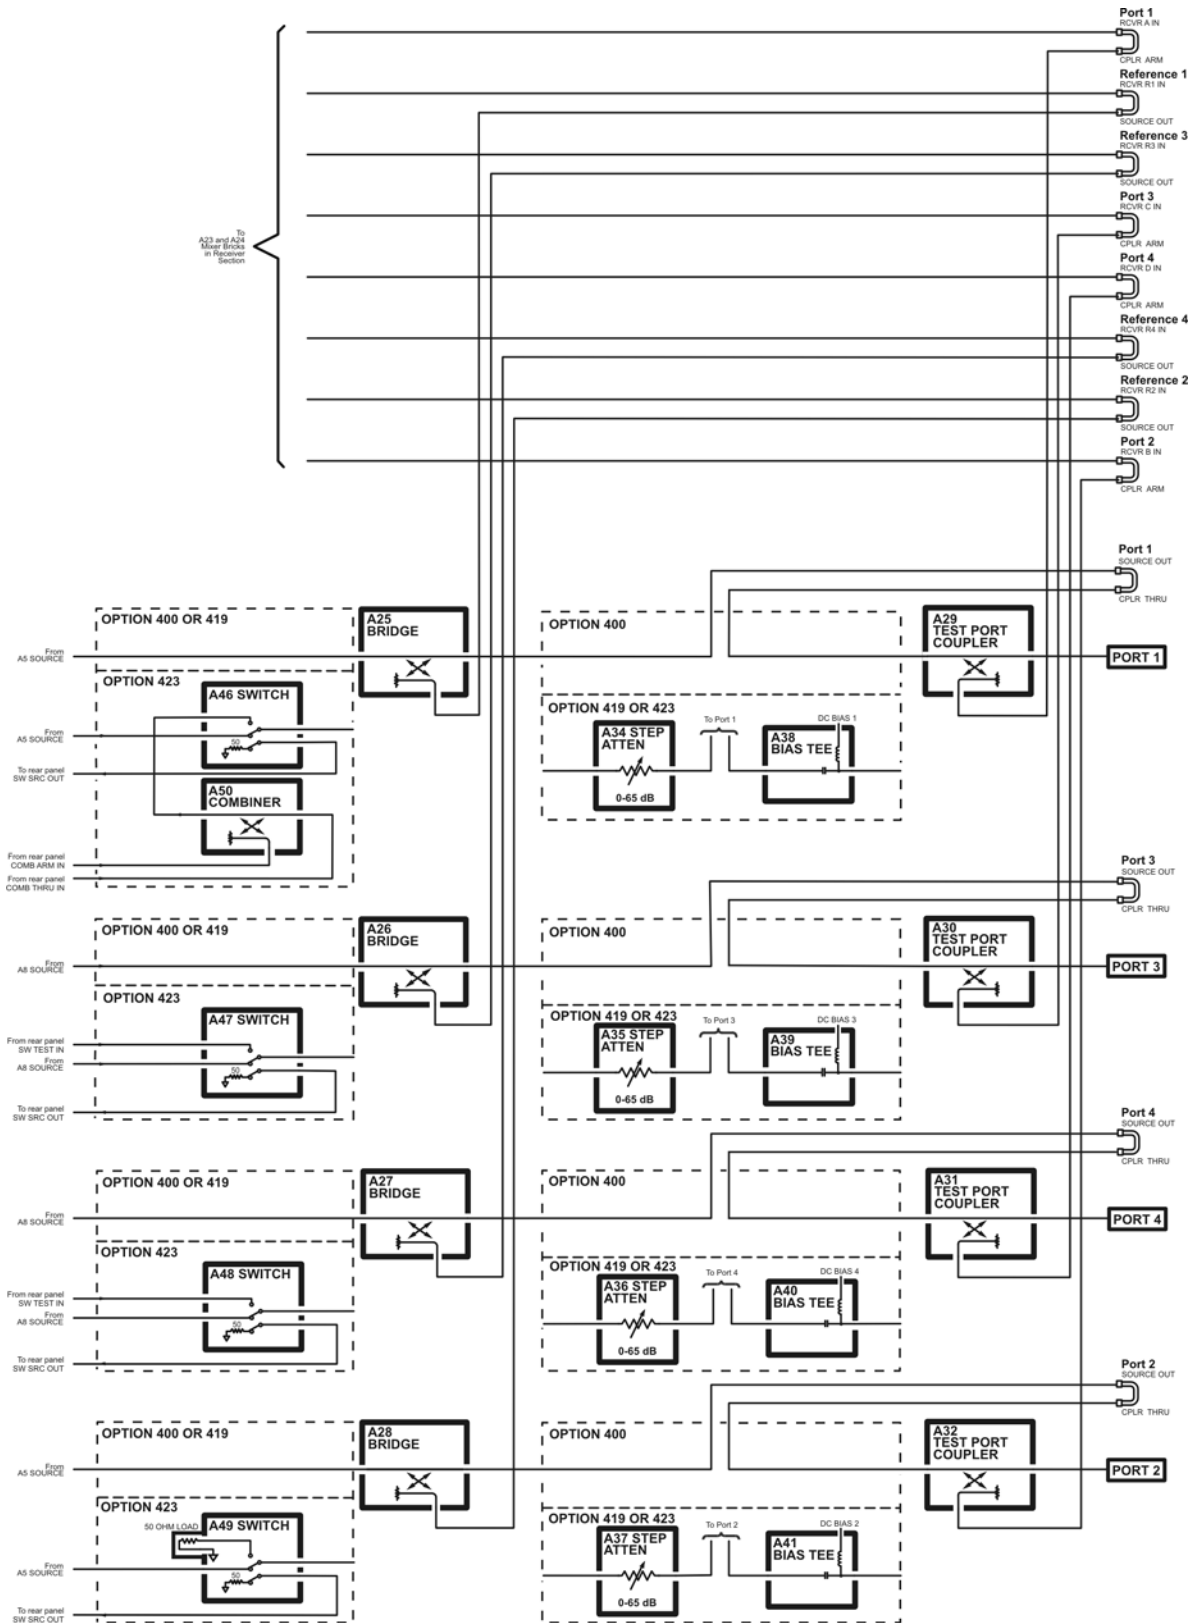 Port 1
RCVR A IN
CPLR ARM
Reference 1
RCVR R1 IN
SOURCE OUT
Reference 3
RCVR R3 IN
SOURCE OUT
Port 3
RCVR C IN
CPLR ARM
To
A23 and A24
Mixer Bricks
in Receiver
Section
Port 4
RCVR D IN
CPLR ARM
Reference 4
RCVR R4 IN
SOURCE OUT
Reference 2
RCVR R2 IN
SOURCE OUT
Port 2
RCVR B IN
CPLR ARM
Port 1
SOURCE OUT
CPLR THRU
OPTION 400 OR 419
A25
BRIDGE
OPTION 400
A29
TEST PORT
COUPLER
From
A5 SOURCE
PORT 1
OPTION 423
A46 SWITCH
From
A5 SOURCE
50
To rear panel
SW SRC OUT
A50
COMBINER
From rear panel
COMB ARM IN
From rear panel
COMB THRU IN
OPTION 419 OR 423
A34 STEP
ATTEN
0-65 dB
To Port 1
DC BIAS 1
A38
BIAS TEE
Port 3
SOURCE OUT
CPLR THRU
OPTION 400 OR 419
A26
BRIDGE
OPTION 400
A30
TEST PORT
COUPLER
From
A8 SOURCE
PORT 3
OPTION 423
A47 SWITCH
From rear panel
SW TEST IN
From
A8 SOURCE
50
To rear panel
SW SRC OUT
OPTION 419 OR 423
A35 STEP
ATTEN
0-65 dB
To Port 3
DC BIAS 3
A39
BIAS TEE
Port 4
SOURCE OUT
CPLR THRU
OPTION 400 OR 419
A27
BRIDGE
OPTION 400
A31
TEST PORT
COUPLER
From
A8 SOURCE
PORT 4
OPTION 423
A48 SWITCH
From rear panel
SW TEST IN
From
A8 SOURCE
50
To rear panel
SW SRC OUT
OPTION 419 OR 423
A36 STEP
ATTEN
0-65 dB
To Port 4
DC BIAS 4
A40
BIAS TEE
Port 2
SOURCE OUT
CPLR THRU
OPTION 400 OR 419
A28
BRIDGE
OPTION 400
A32
TEST PORT
COUPLER
From
A5 SOURCE
PORT 2
OPTION 423
50 OHM LOAD
A49 SWITCH
From
A5 SOURCE
50
To rear panel
SW SRC OUT
OPTION 419 OR 423
A37 STEP
ATTEN
0-65 dB
To Port 2
DC BIAS 2
A41
BIAS TEE